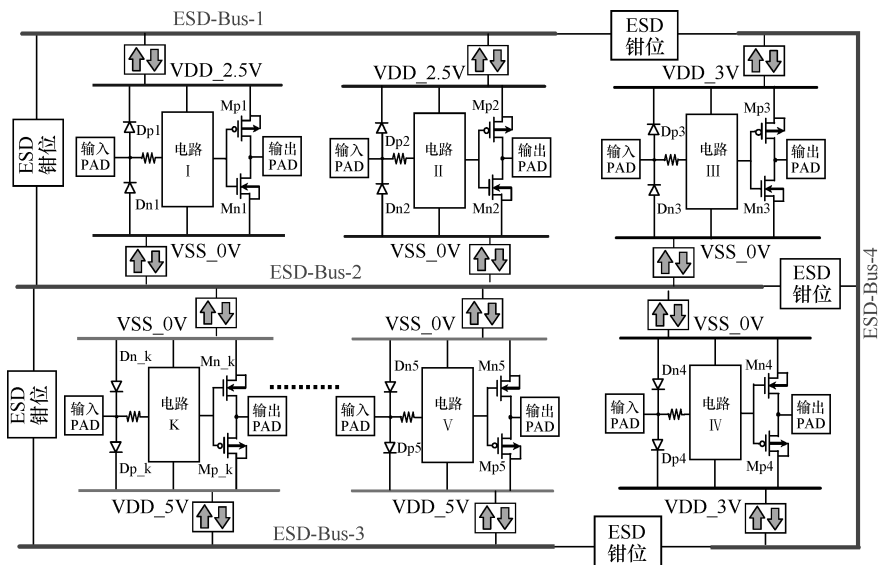 ESD-Bus-1
ESD
钳位
VDD_2.5V
VDD_2.5V
VDD_3V
Mp1
Mp2
Mp3
Dp1
Dp2
Dp3
ESD
钳位
输入
PAD
电路
I
输出
PAD
输入
PAD
电路
II
输出
PAD
输入
PAD
电路
III
输出
PAD
Dn1
Mn1
Dn2
Mn2
Dn3
Mn3
VSS_0V
VSS_0V
VSS_0V
ESD-Bus-2
ESD
钳位
ESD-Bus-4
VSS_0V
VSS_0V
VSS_0V
Dn_k
Mn_k
Dn5
Mn5
Dn4
Mn4
ESD
钳位
输入
PAD
电路
K
输出
PAD
输入
PAD
电路
V
输出
PAD
输入
PAD
电路
IV
输出
PAD
Dp_k
Mp_k
Dp5
Mp5
Dp4
Mp4
VDD_5V
VDD_5V
VDD_3V
ESD-Bus-3
ESD
钳位